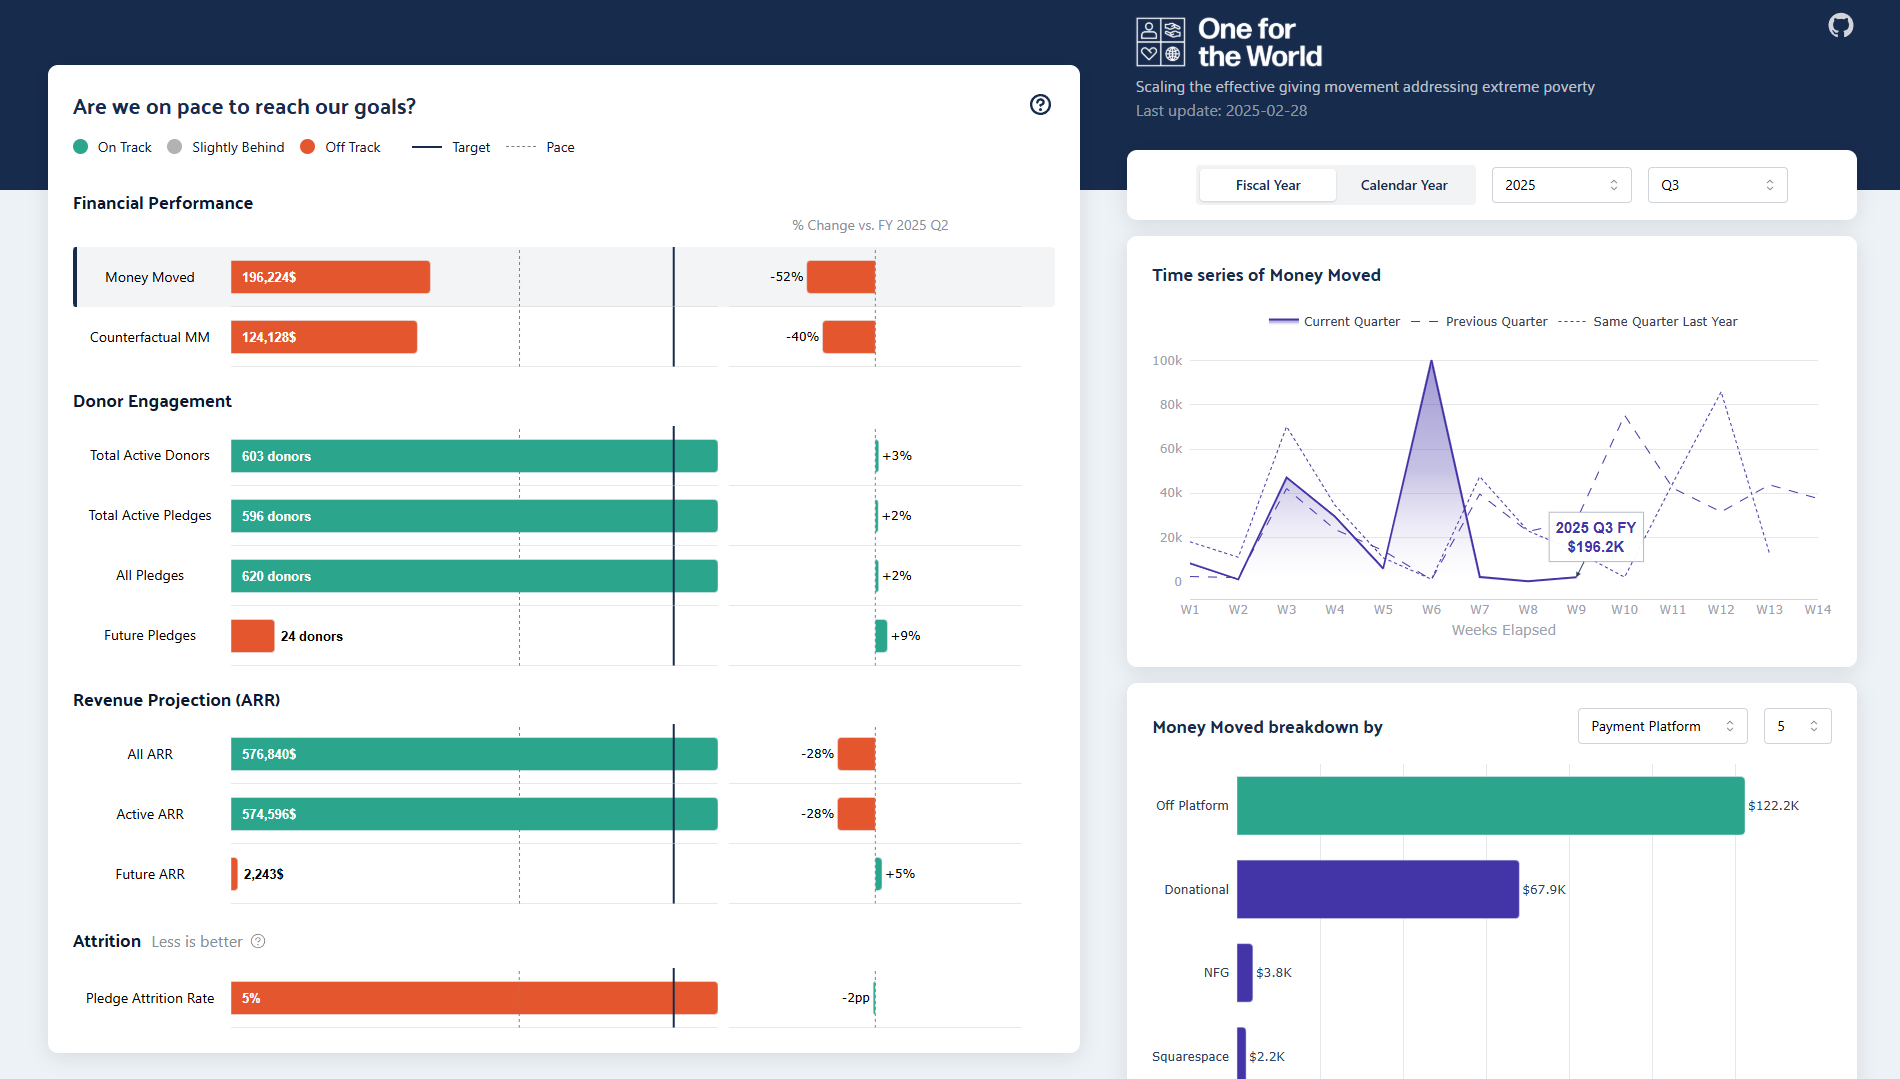 One for
the World
Scaling the effective giving movement addressing extreme poverty
Last update: 2025-02-28
Are we on pace to reach our goals?
On Track
Slightly Behind
Off Track
Target
Pace
Financial Performance
% Change vs. FY 2025 Q2
Money Moved
196,224$
-52%
Counterfactual MM
124,128$
-40%
Donor Engagement
Total Active Donors
603 donors
+3%
Total Active Pledges
596 donors
+2%
All Pledges
620 donors
+2%
Future Pledges
24 donors
+9%
Revenue Projection (ARR)
All ARR
576,840$
-28%
Active ARR
574,596$
-28%
Future ARR
2,243$
+5%
Attrition Less is better ?
Pledge Attrition Rate
5%
-2pp
Fiscal Year
Calendar Year
2025
Q3
Time series of Money Moved
Current Quarter
Previous Quarter
Same Quarter Last Year
100k
80k
60k
40k
20k
0
2025 Q3 FY
$196.2K
W1 W2 W3 W4 W5 W6 W7 W8 W9 W10 W11 W12 W13 W14
Weeks Elapsed
Money Moved breakdown by
Payment Platform
5
Off Platform
$122.2K
Donational
$67.9K
NFG
$3.8K
Squarespace
$2.2K